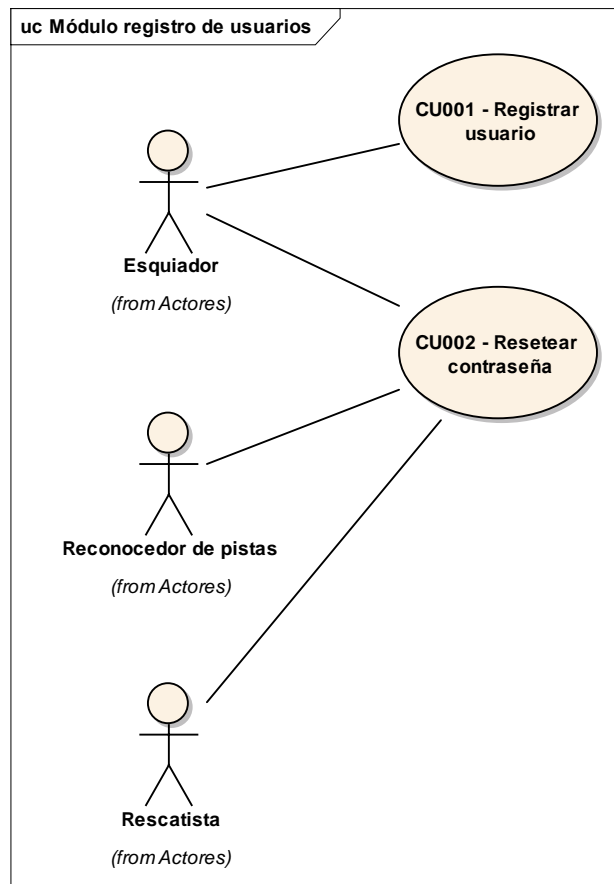 uc Módulo registro de usuarios
CU001 - Registrar
usuario
Esquiador
(from Actores)
CU002 - Resetear
contraseña
Reconocedor de pistas
(from Actores)
Rescatista
(from Actores)